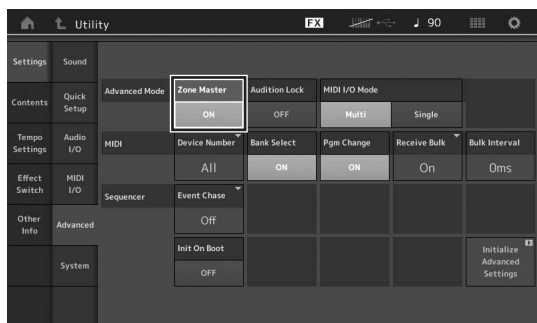 Utility
FX
90
Settings
Sound
Contents
Quick
Setup
Tempo
Settings
Audio
I/O
Effect
Switch
MIDI
I/O
Other
Info
Advanced
System
Advanced Mode
Zone Master
ON
Audition Lock
OFF
MIDI I/O Mode
Multi
Single
MIDI
Device Number
All
Bank Select
ON
Pgm Change
ON
Receive Bulk
On
Bulk Interval
0ms
Sequencer
Event Chase
Off
Init On Boot
OFF
Initialize
Advanced
Settings